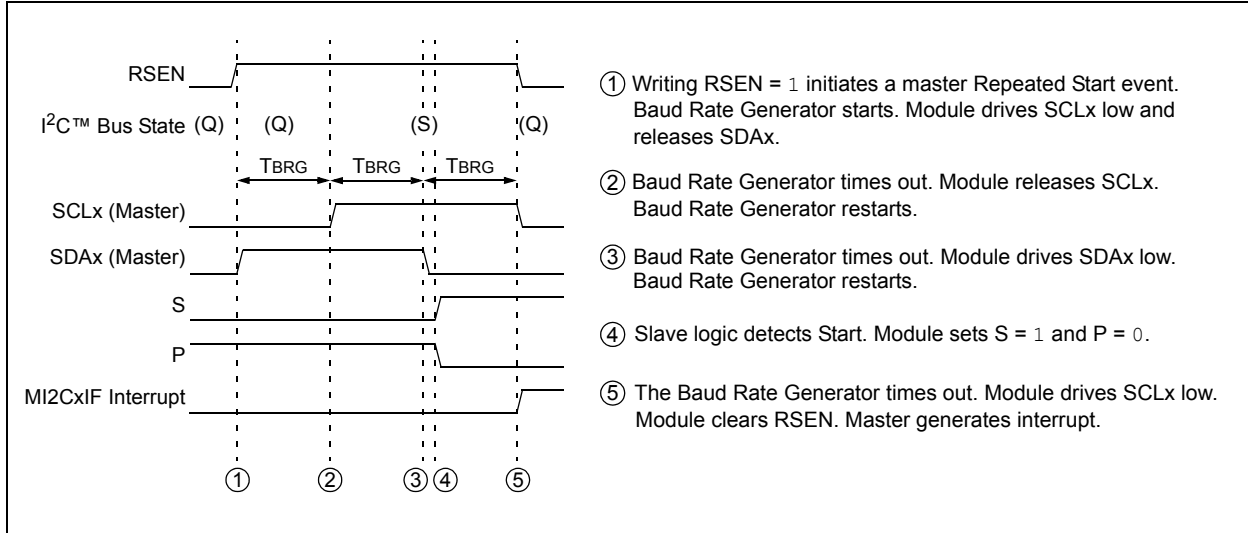 RSEN
I2C™ Bus State (Q) (Q) (S) (Q)
TBRG TBRG TBRG
SCLx (Master)
SDAx (Master)
S
P
MI2CxIF Interrupt
1 2 3 4 5
① Writing RSEN = 1 initiates a master Repeated Start event.
Baud Rate Generator starts. Module drives SCLx low and
releases SDAx.
② Baud Rate Generator times out. Module releases SCLx.
Baud Rate Generator restarts.
③ Baud Rate Generator times out. Module drives SDAx low.
Baud Rate Generator restarts.
④ Slave logic detects Start. Module sets S = 1 and P = 0.
⑤ The Baud Rate Generator times out. Module drives SCLx low.
Module clears RSEN. Master generates interrupt.